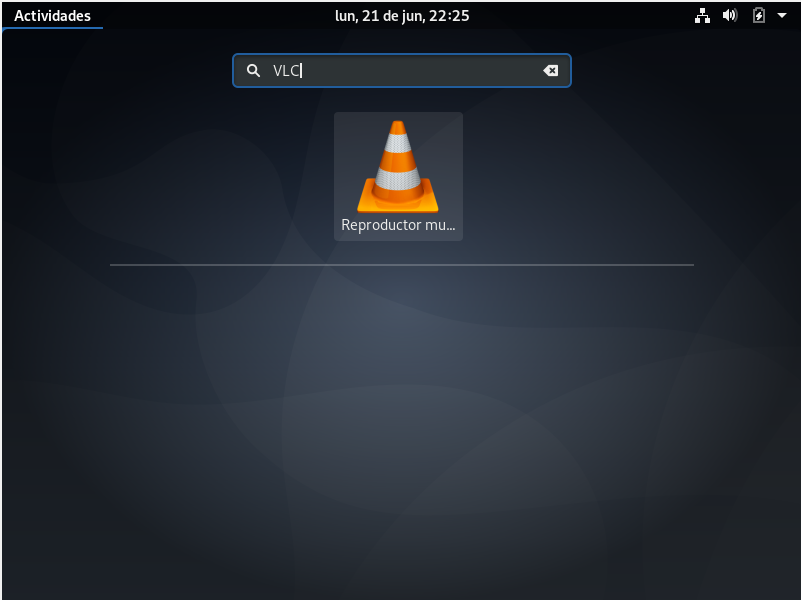 Actividades
lun, 21 de jun, 22:25
VLC
Reproductor mu...